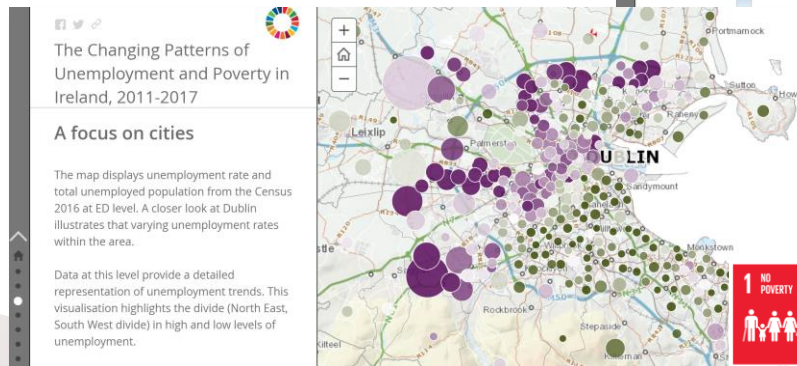 The Changing Patterns of
Unemployment and Poverty in
Ireland, 2011-2017
A focus on cities
The map displays unemployment rate and
total unemployed population from the Census
2016 at ED level. A closer look at Dublin
illustrates that varying unemployment rates
within the area.
Data at this level provide a detailed
representation of unemployment trends. This
visualisation highlights the divide (North East,
South West divide) in high and low levels of
unemployment.
+
−
Portmarnock
Sutton
How
Raheny
Leixlip
Palmerst
DUBLIN
Sandymount
Monkstown
Rockbrook
Stepaside
Kilteel
1 NO
POVERTY